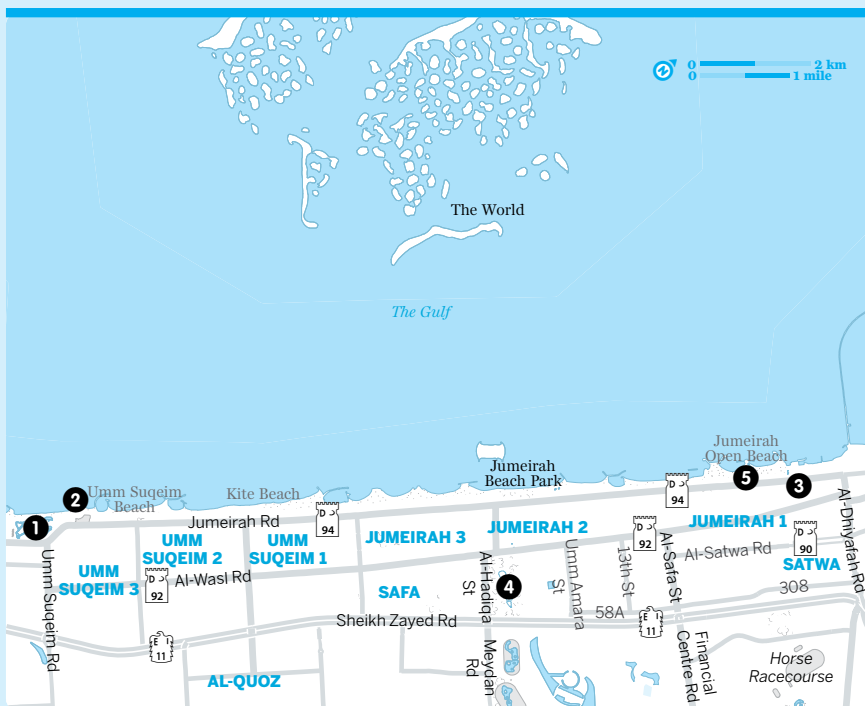 0
2 km
N
0
1 mile
The World
The Gulf
Jumeirah
Open Beach
Jumeirah
Beach Park
5
3
94
D
2
Umm Suqeim
Beach
Kite Beach
1
Jumeirah Rd
D
94
JUMEIRAH 3
JUMEIRAH 2
D
92
JUMEIRAH 1
Al-Dhiyafah Rd
UMM
SUQEIM 2
UMM
SUQEIM 1
Al-Satwa Rd
D
90
SATWA
Umm Suqeim Rd
UMM
SUQEIM 3
D
92
Al-Wasl Rd
SAFA
Al-Hadiqa
St
4
Umm Amara
St
13th St
Al-Safa St
308
58A
Sheikh Zayed Rd
E
11
E
11
Meydan
Rd
Financial
Centre Rd
Horse
Racecourse
AL-QUOZ